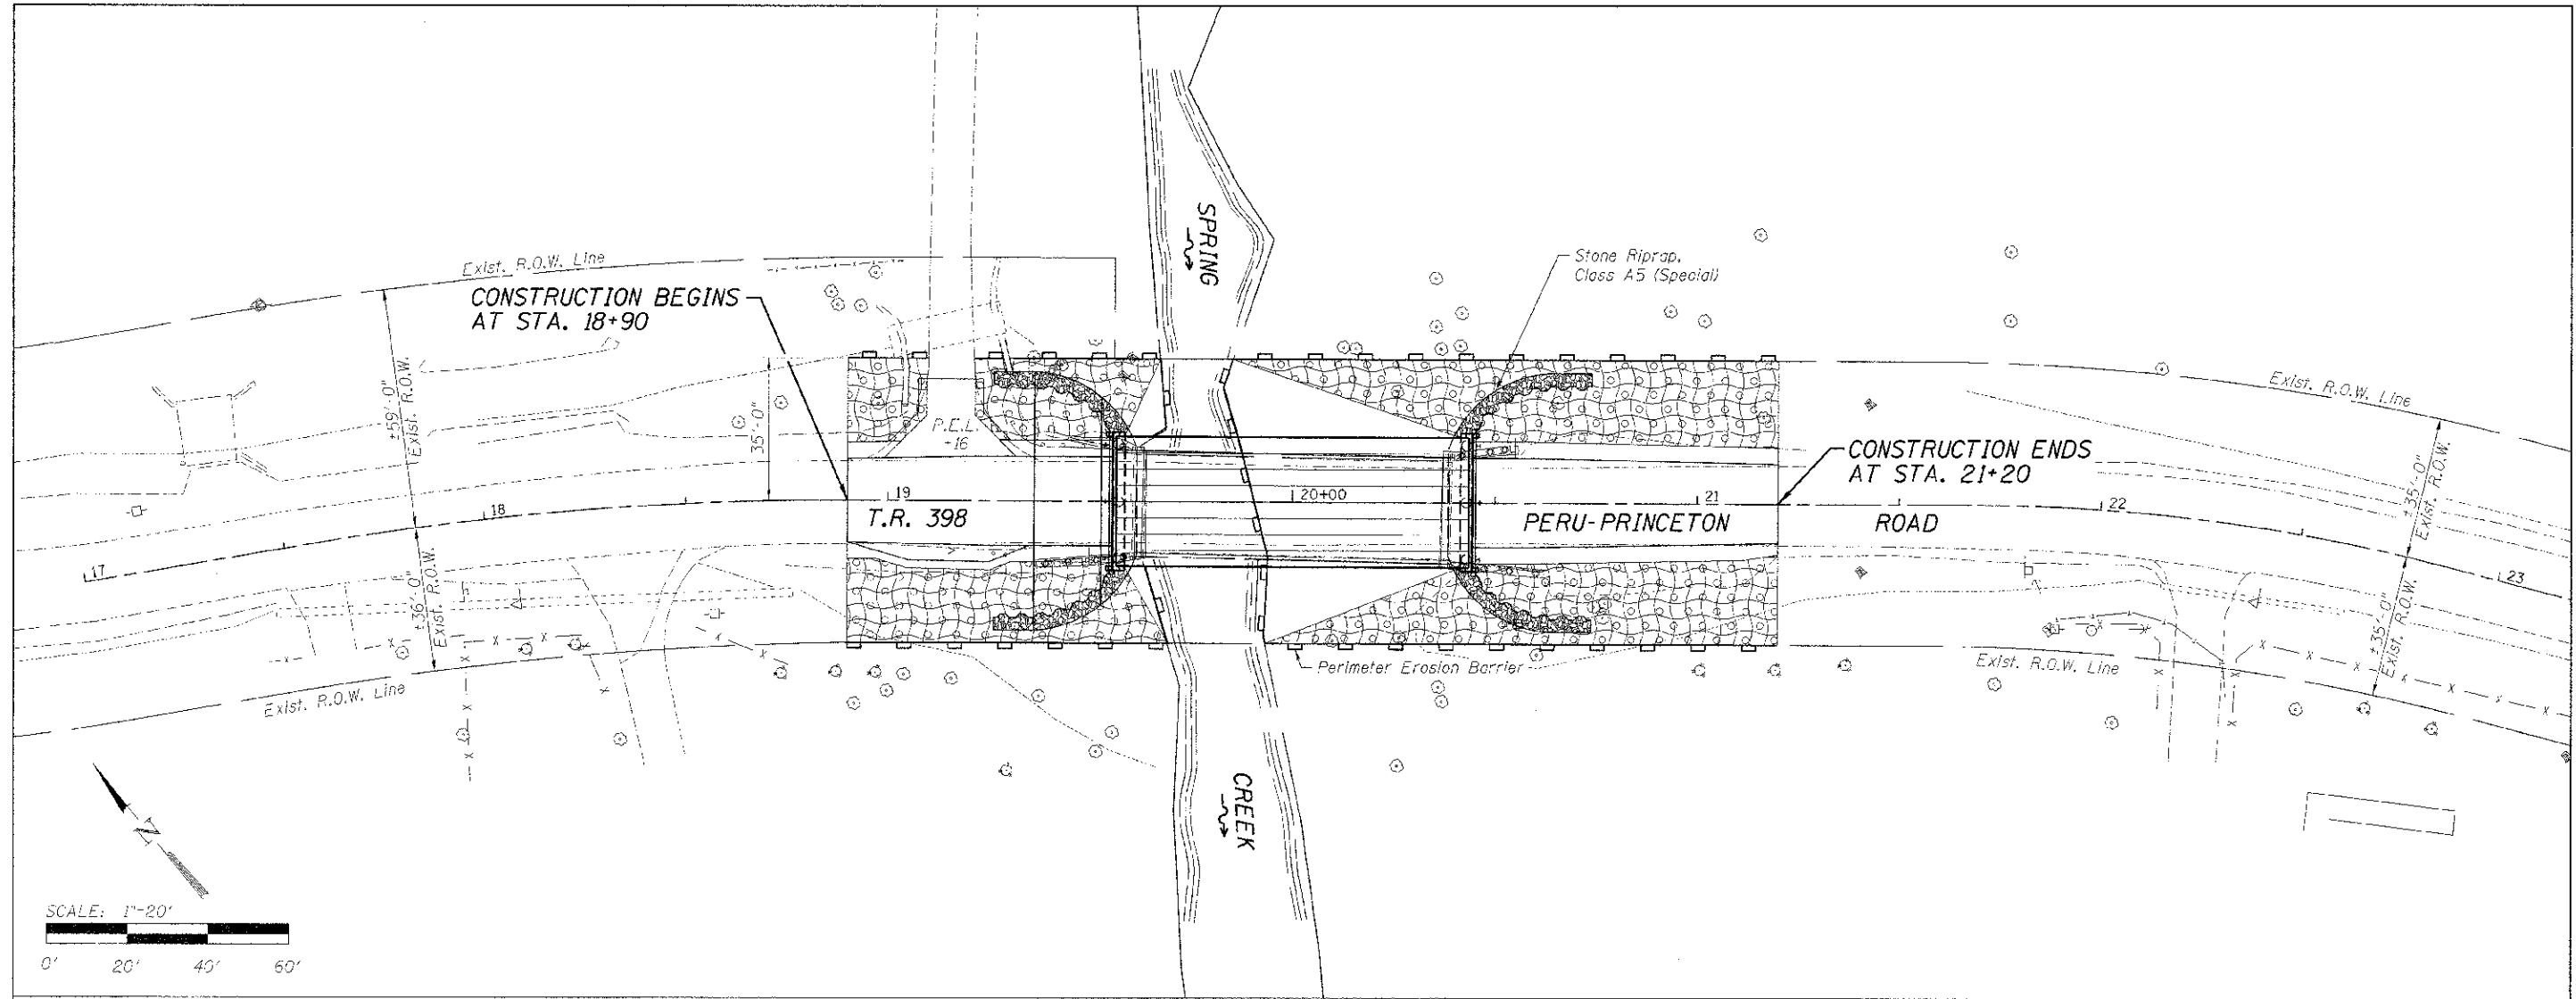 SPRING
Stone Riprap,
Class A5 (Special)
Exist. R.O.W. Line
CONSTRUCTION BEGINS
AT STA. 18+90
±59'-0"
Exist. R.O.W.
35'-0"
P.E.L.
+16
Exist. R.O.W. Line
CONSTRUCTION ENDS
AT STA. 21+20
±35'-0"
Exist. R.O.W.
17
18
19
20+00
21
22
23
T.R. 398
PERU-PRINCETON
ROAD
±36'-0"
Exist. R.O.W.
±35'-0"
Exist. R.O.W.
Perimeter Erosion Barrier
Exist. R.O.W. Line
Exist. R.O.W. Line
CREEK
N
SCALE: 1"=20'
0'
20'
40'
60'